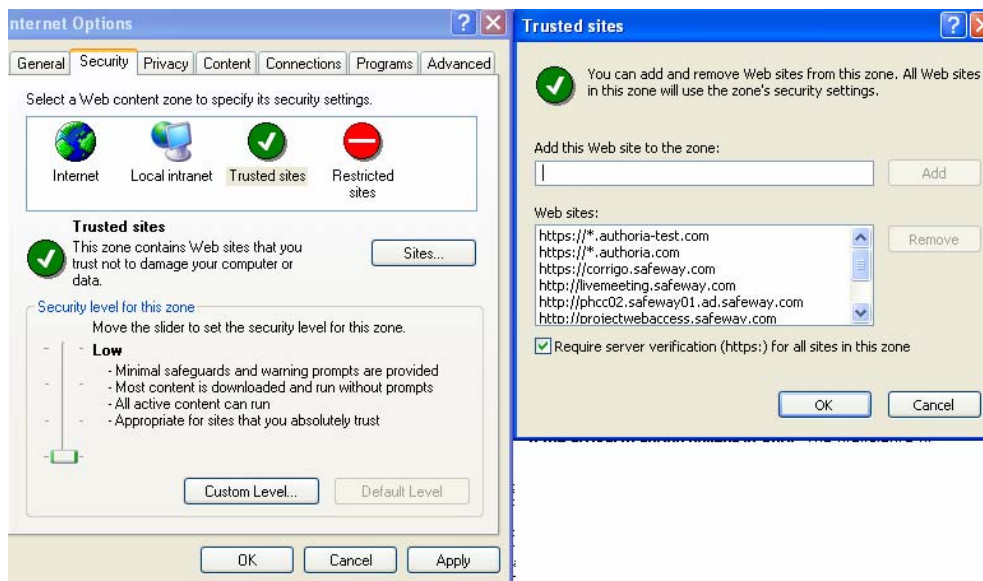 nternet Options
General Security Privacy Content Connections Programs Advanced
Select a Web content zone to specify its security settings.
Internet Local intranet Trusted sites Restricted
sites
Trusted sites
This zone contains Web sites that you
trust not to damage your computer or
data.
Sites...
Security level for this zone
Move the slider to set the security level for this zone.
Low
- Minimal safeguards and warning prompts are provided
- Most content is downloaded and run without prompts
- All active content can run
- Appropriate for sites that you absolutely trust
Custom Level... Default Level
OK Cancel Apply
Trusted sites
You can add and remove Web sites from this zone. All Web sites
in this zone will use the zone's security settings.
Add this Web site to the zone:
Add
Web sites:
https://*.authoria-test.com
https://*.authoria.com
https://corrigo.safeway.com
http://livemeeting.safeway.com
http://phcc02.safeway01.ad.safeway.com
http://projectwebaccess.safeway.com
Remove
Require server verification (https:) for all sites in this zone
OK Cancel